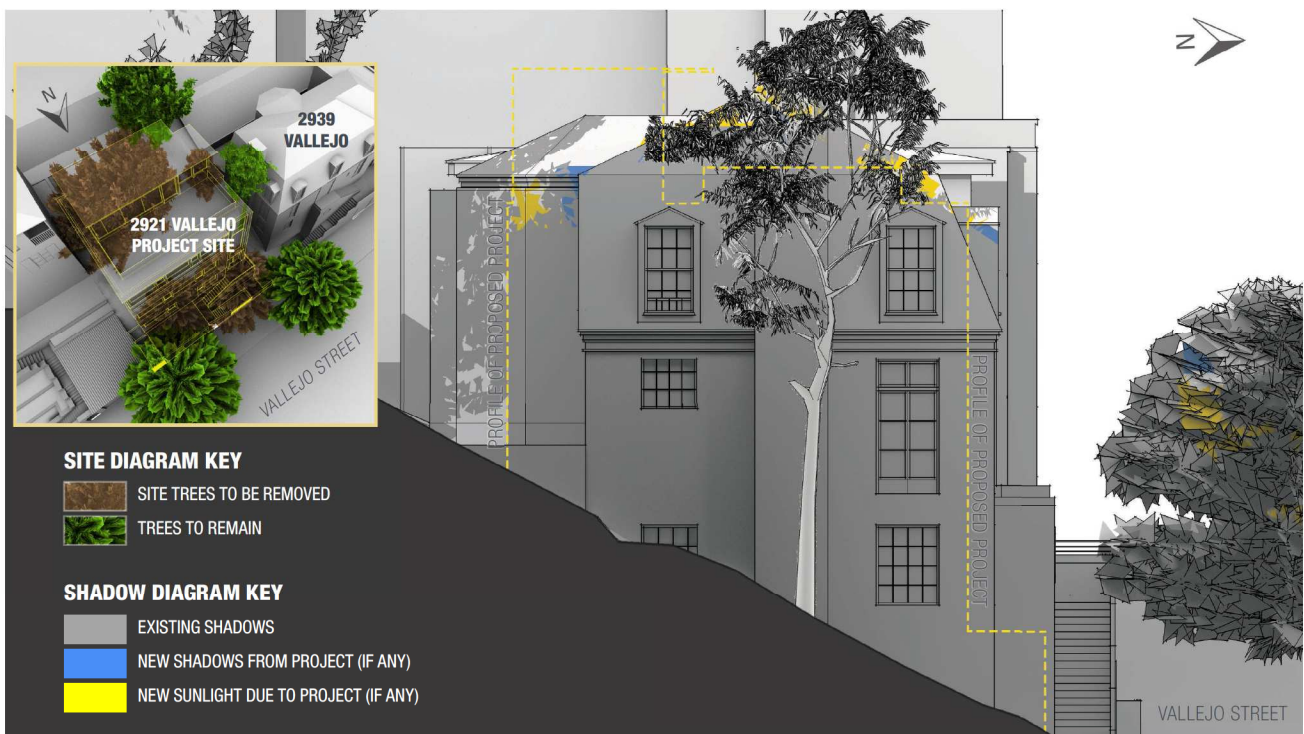 N
N
2939
VALLEJO
2921 VALLEJO
PROJECT SITE
VALLEJO STREET
PROFILE OF PROPOSED PROJECT
PROFILE OF PROPOSED PROJECT
SITE DIAGRAM KEY
SITE TREES TO BE REMOVED
TREES TO REMAIN
SHADOW DIAGRAM KEY
EXISTING SHADOWS
NEW SHADOWS FROM PROJECT (IF ANY)
NEW SUNLIGHT DUE TO PROJECT (IF ANY)
VALLEJO STREET